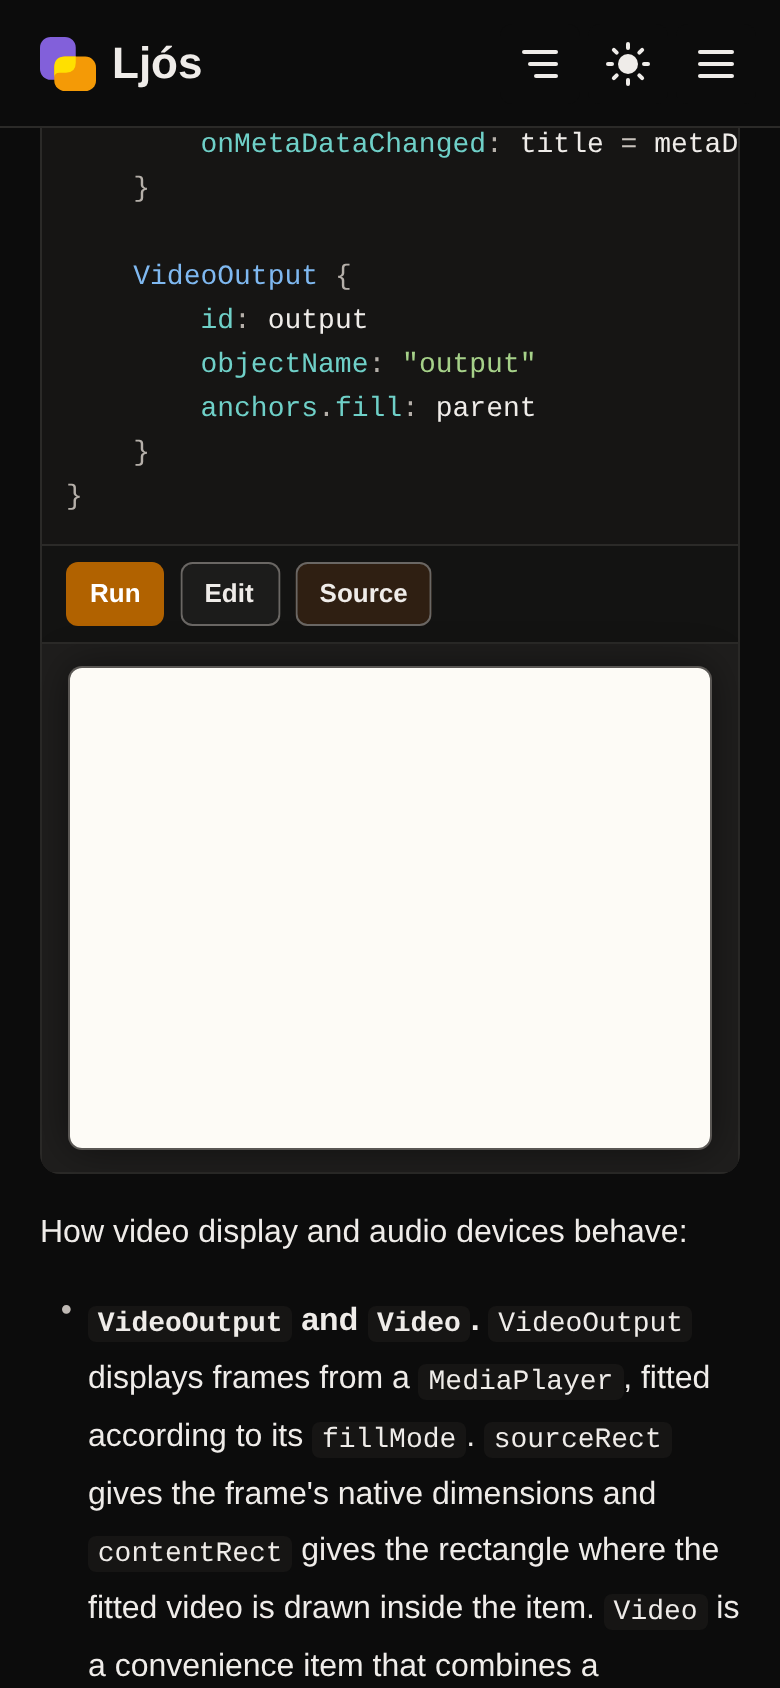 Ljós
onMetaDataChanged: title = metaD
}
VideoOutput {
id: output
objectName: "output"
anchors.fill: parent
}
}
Run Edit Source
How video display and audio devices behave:
• VideoOutput and Video. VideoOutput
displays frames from a MediaPlayer, fitted
according to its fillMode. sourceRect
gives the frame's native dimensions and
contentRect gives the rectangle where the
fitted video is drawn inside the item. Video is
a convenience item that combines a